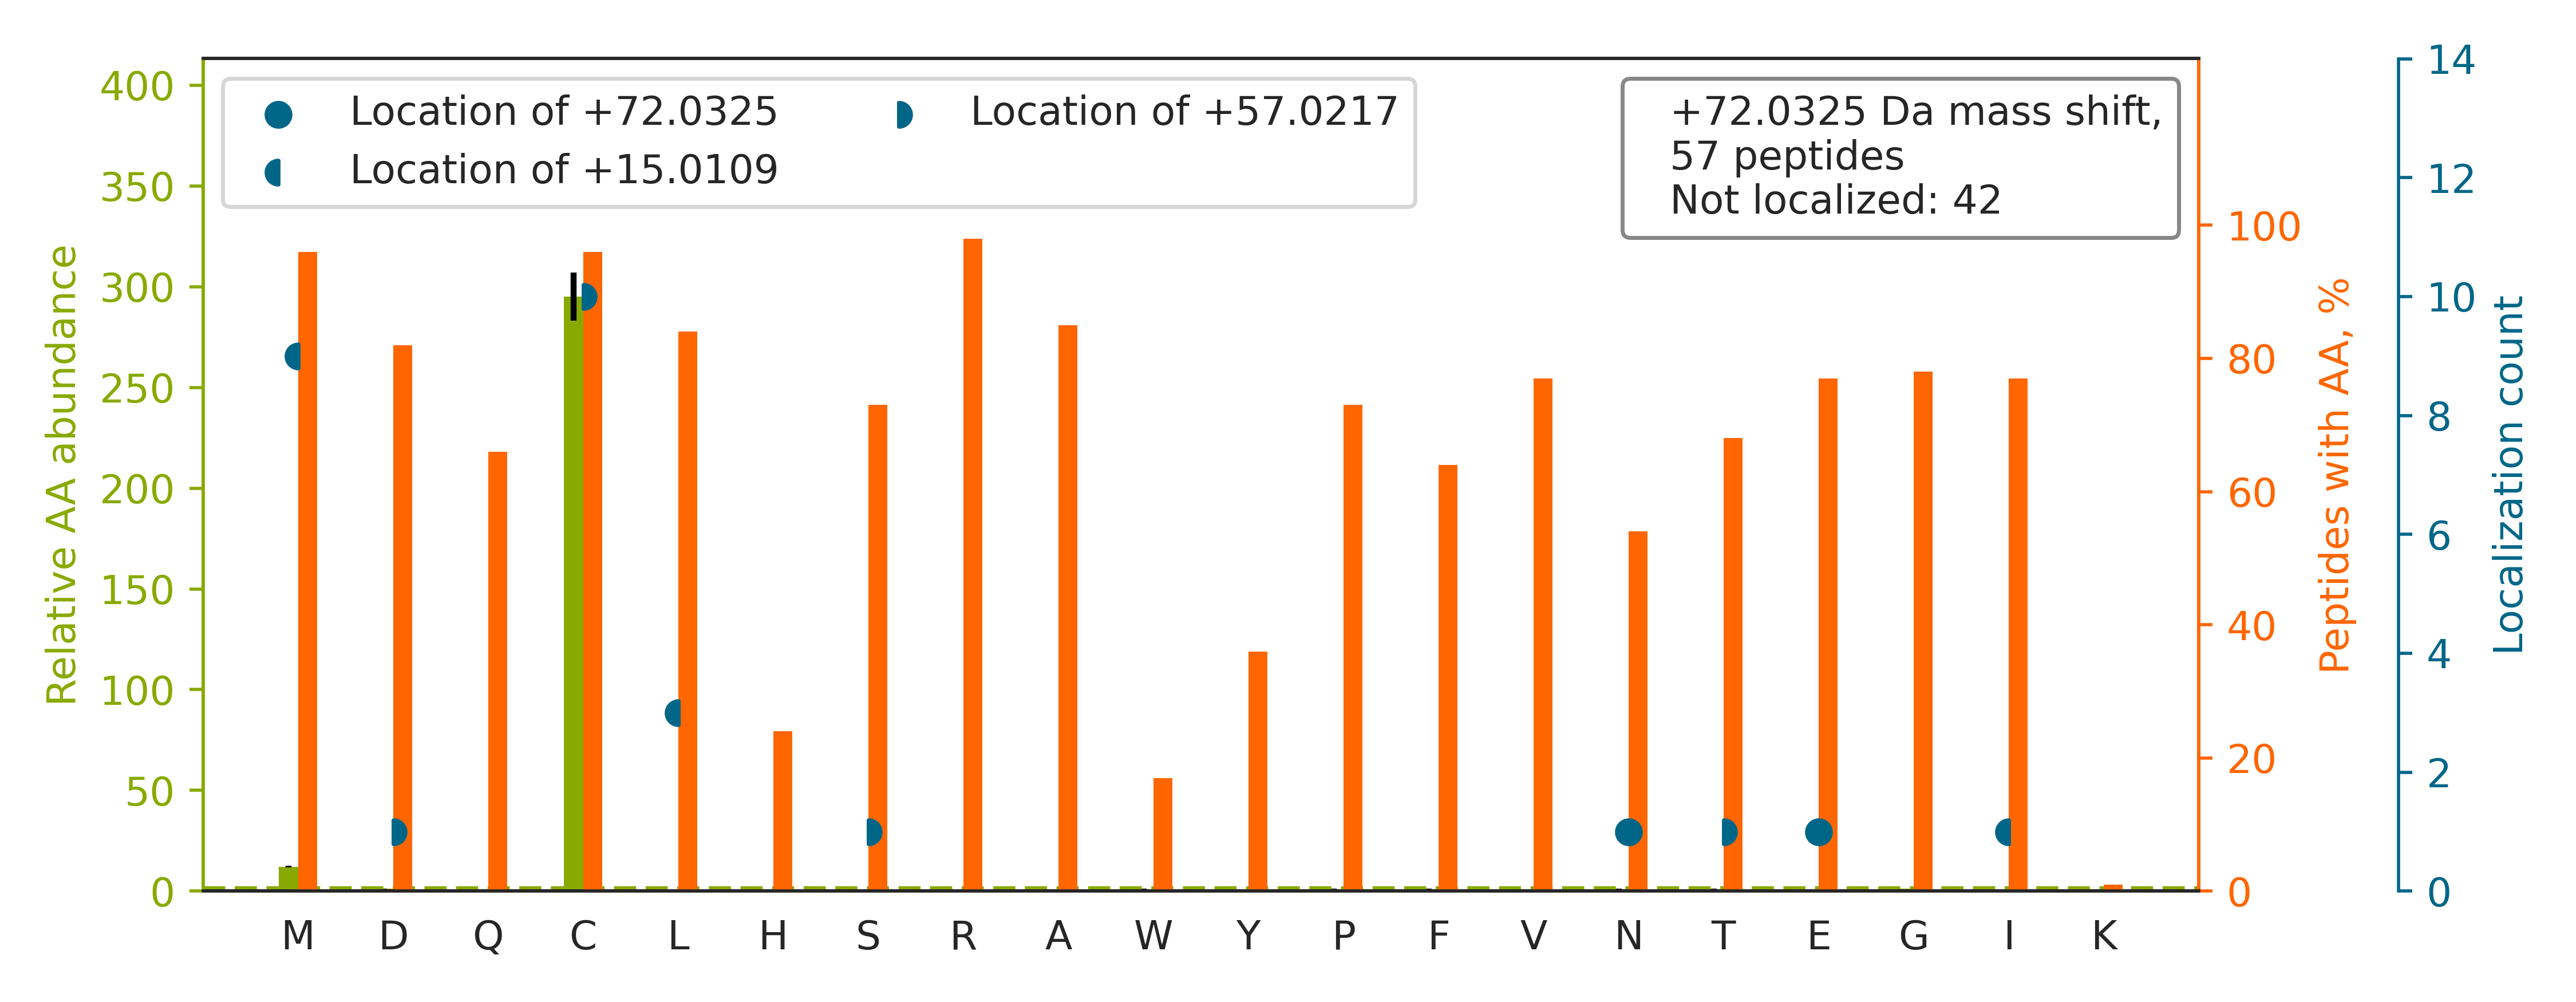 Location of +72.0325
Location of +15.0109
Location of +57.0217
+72.0325 Da mass shift,
57 peptides
Not localized: 42
Relative AA abundance
400
350
300
250
200
150
100
50
0
M D Q C L H S R A W Y P F V N T E G I K
100
80
60
40
20
0
Peptides with AA, %
14
12
10
8
6
4
2
0
Localization count